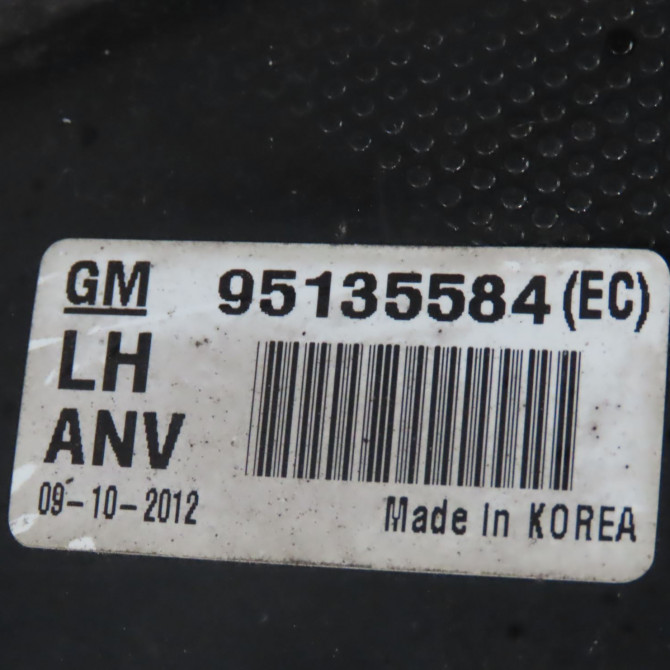 GM 95135584 (EC)
LH
ANV
09-10-2012 Made In KOREA